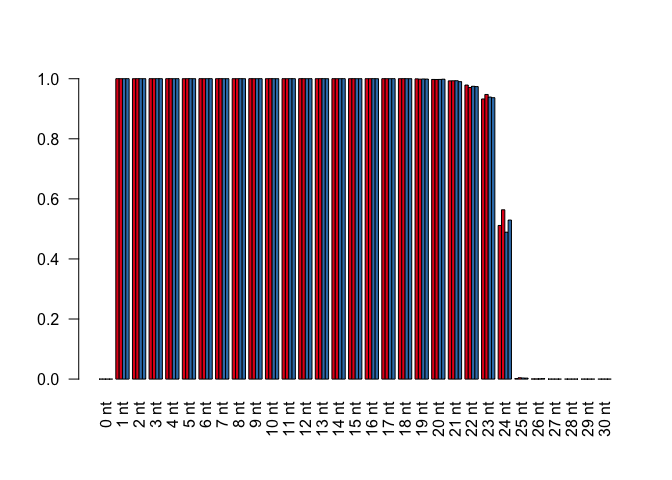 1.0
0.8
0.6
0.4
0.2
0.0
0 nt
1 nt
2 nt
3 nt
4 nt
5 nt
6 nt
7 nt
8 nt
9 nt
10 nt
11 nt
12 nt
13 nt
14 nt
15 nt
16 nt
17 nt
18 nt
19 nt
20 nt
21 nt
22 nt
23 nt
24 nt
25 nt
26 nt
27 nt
28 nt
29 nt
30 nt